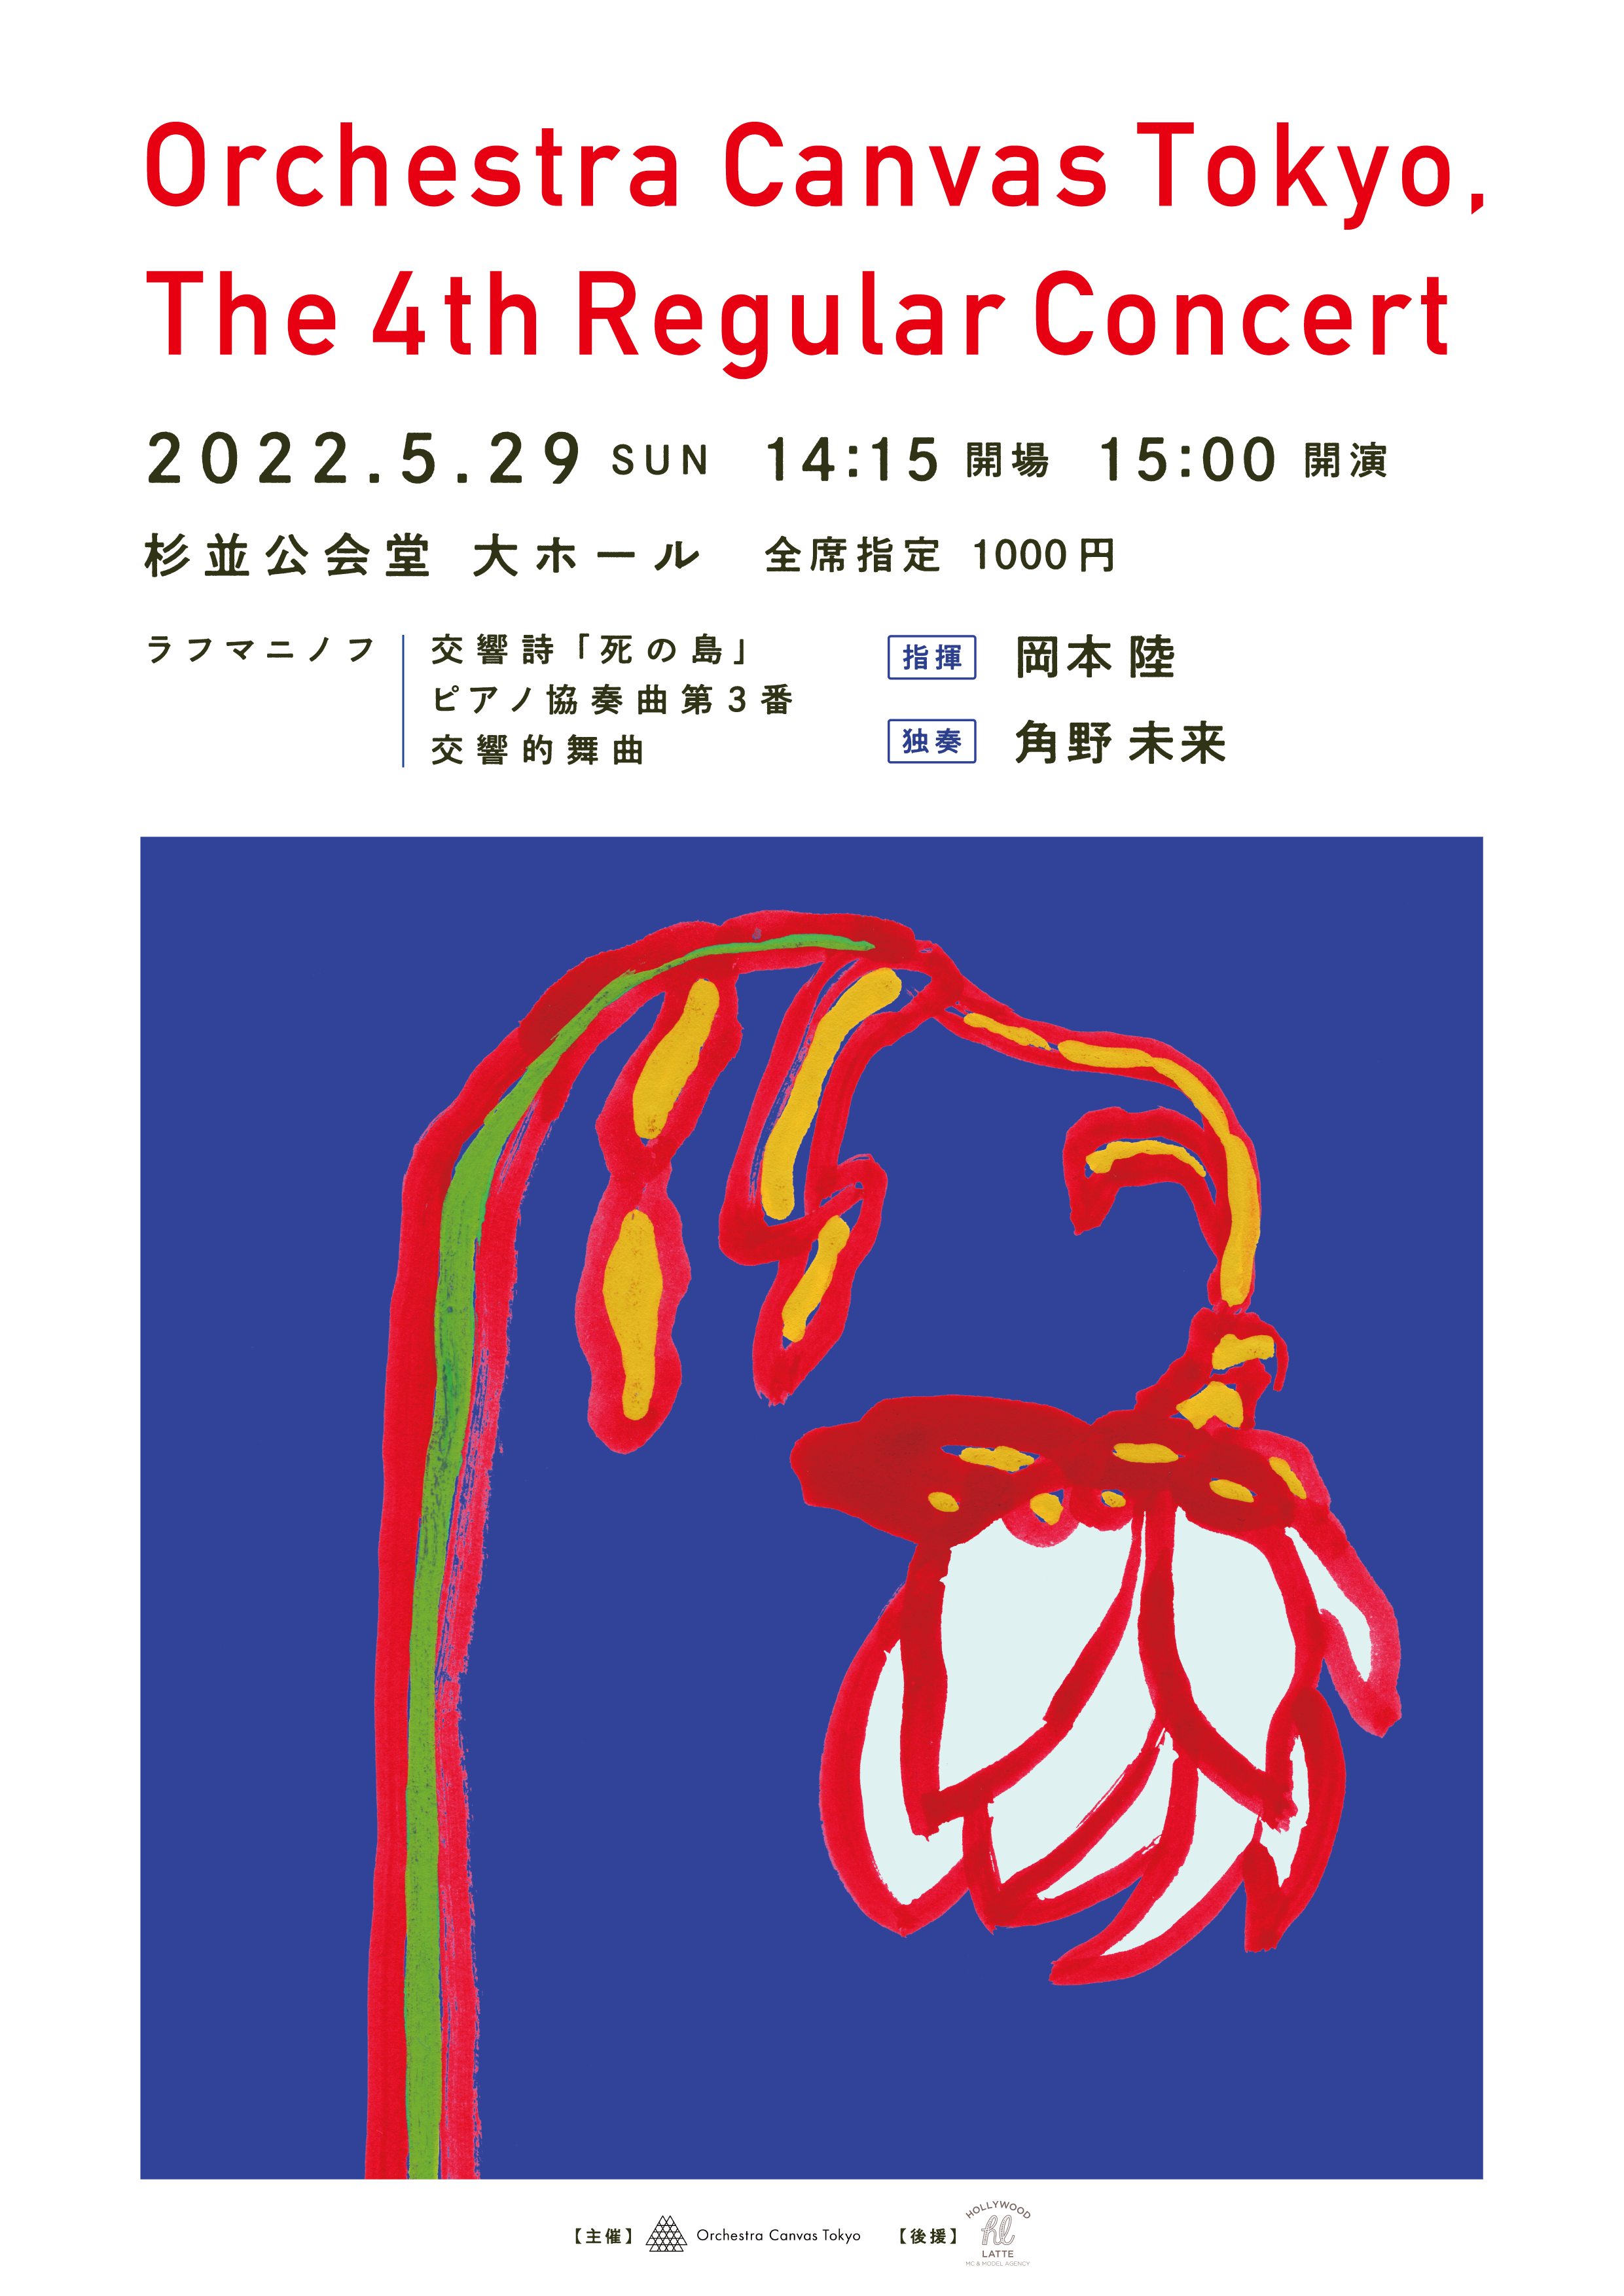 Orchestra Canvas Tokyo,
The 4th Regular Concert
2022.5.29 SUN 14:15 開場 15:00 開演
杉並公会堂 大ホール 全席指定 1000円
ラフマニノフ
交響詩「死の島」
ピアノ協奏曲第3番
交響的舞曲
指揮 岡本 陸
独奏 角野 未来
【主催】 Orchestra Canvas Tokyo 【後援】
HOLLYWOOD
hl
LATTE
MC & MODEL AGENCY